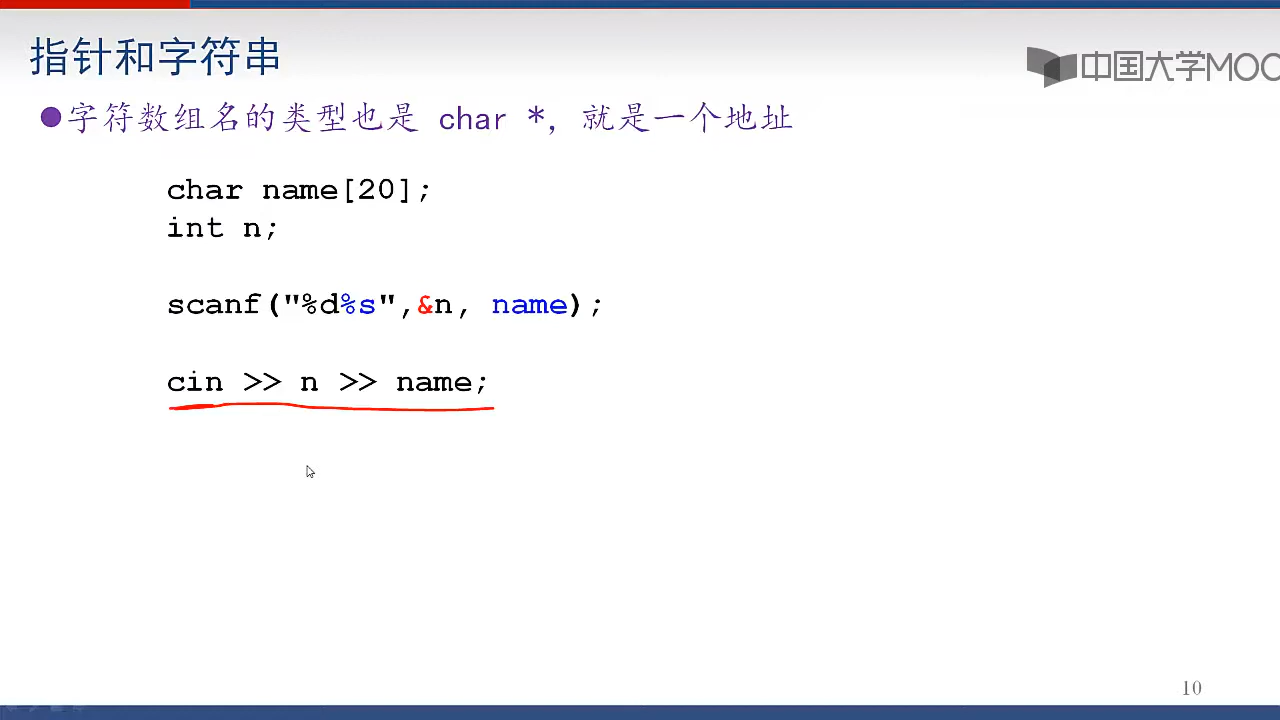 指针和字符串
中国大学MOO
●字符数组名的类型也是 char *，就是一个地址
char name[20];
int n;
scanf("%d%s",&n, name);
cin >> n >> name;
10